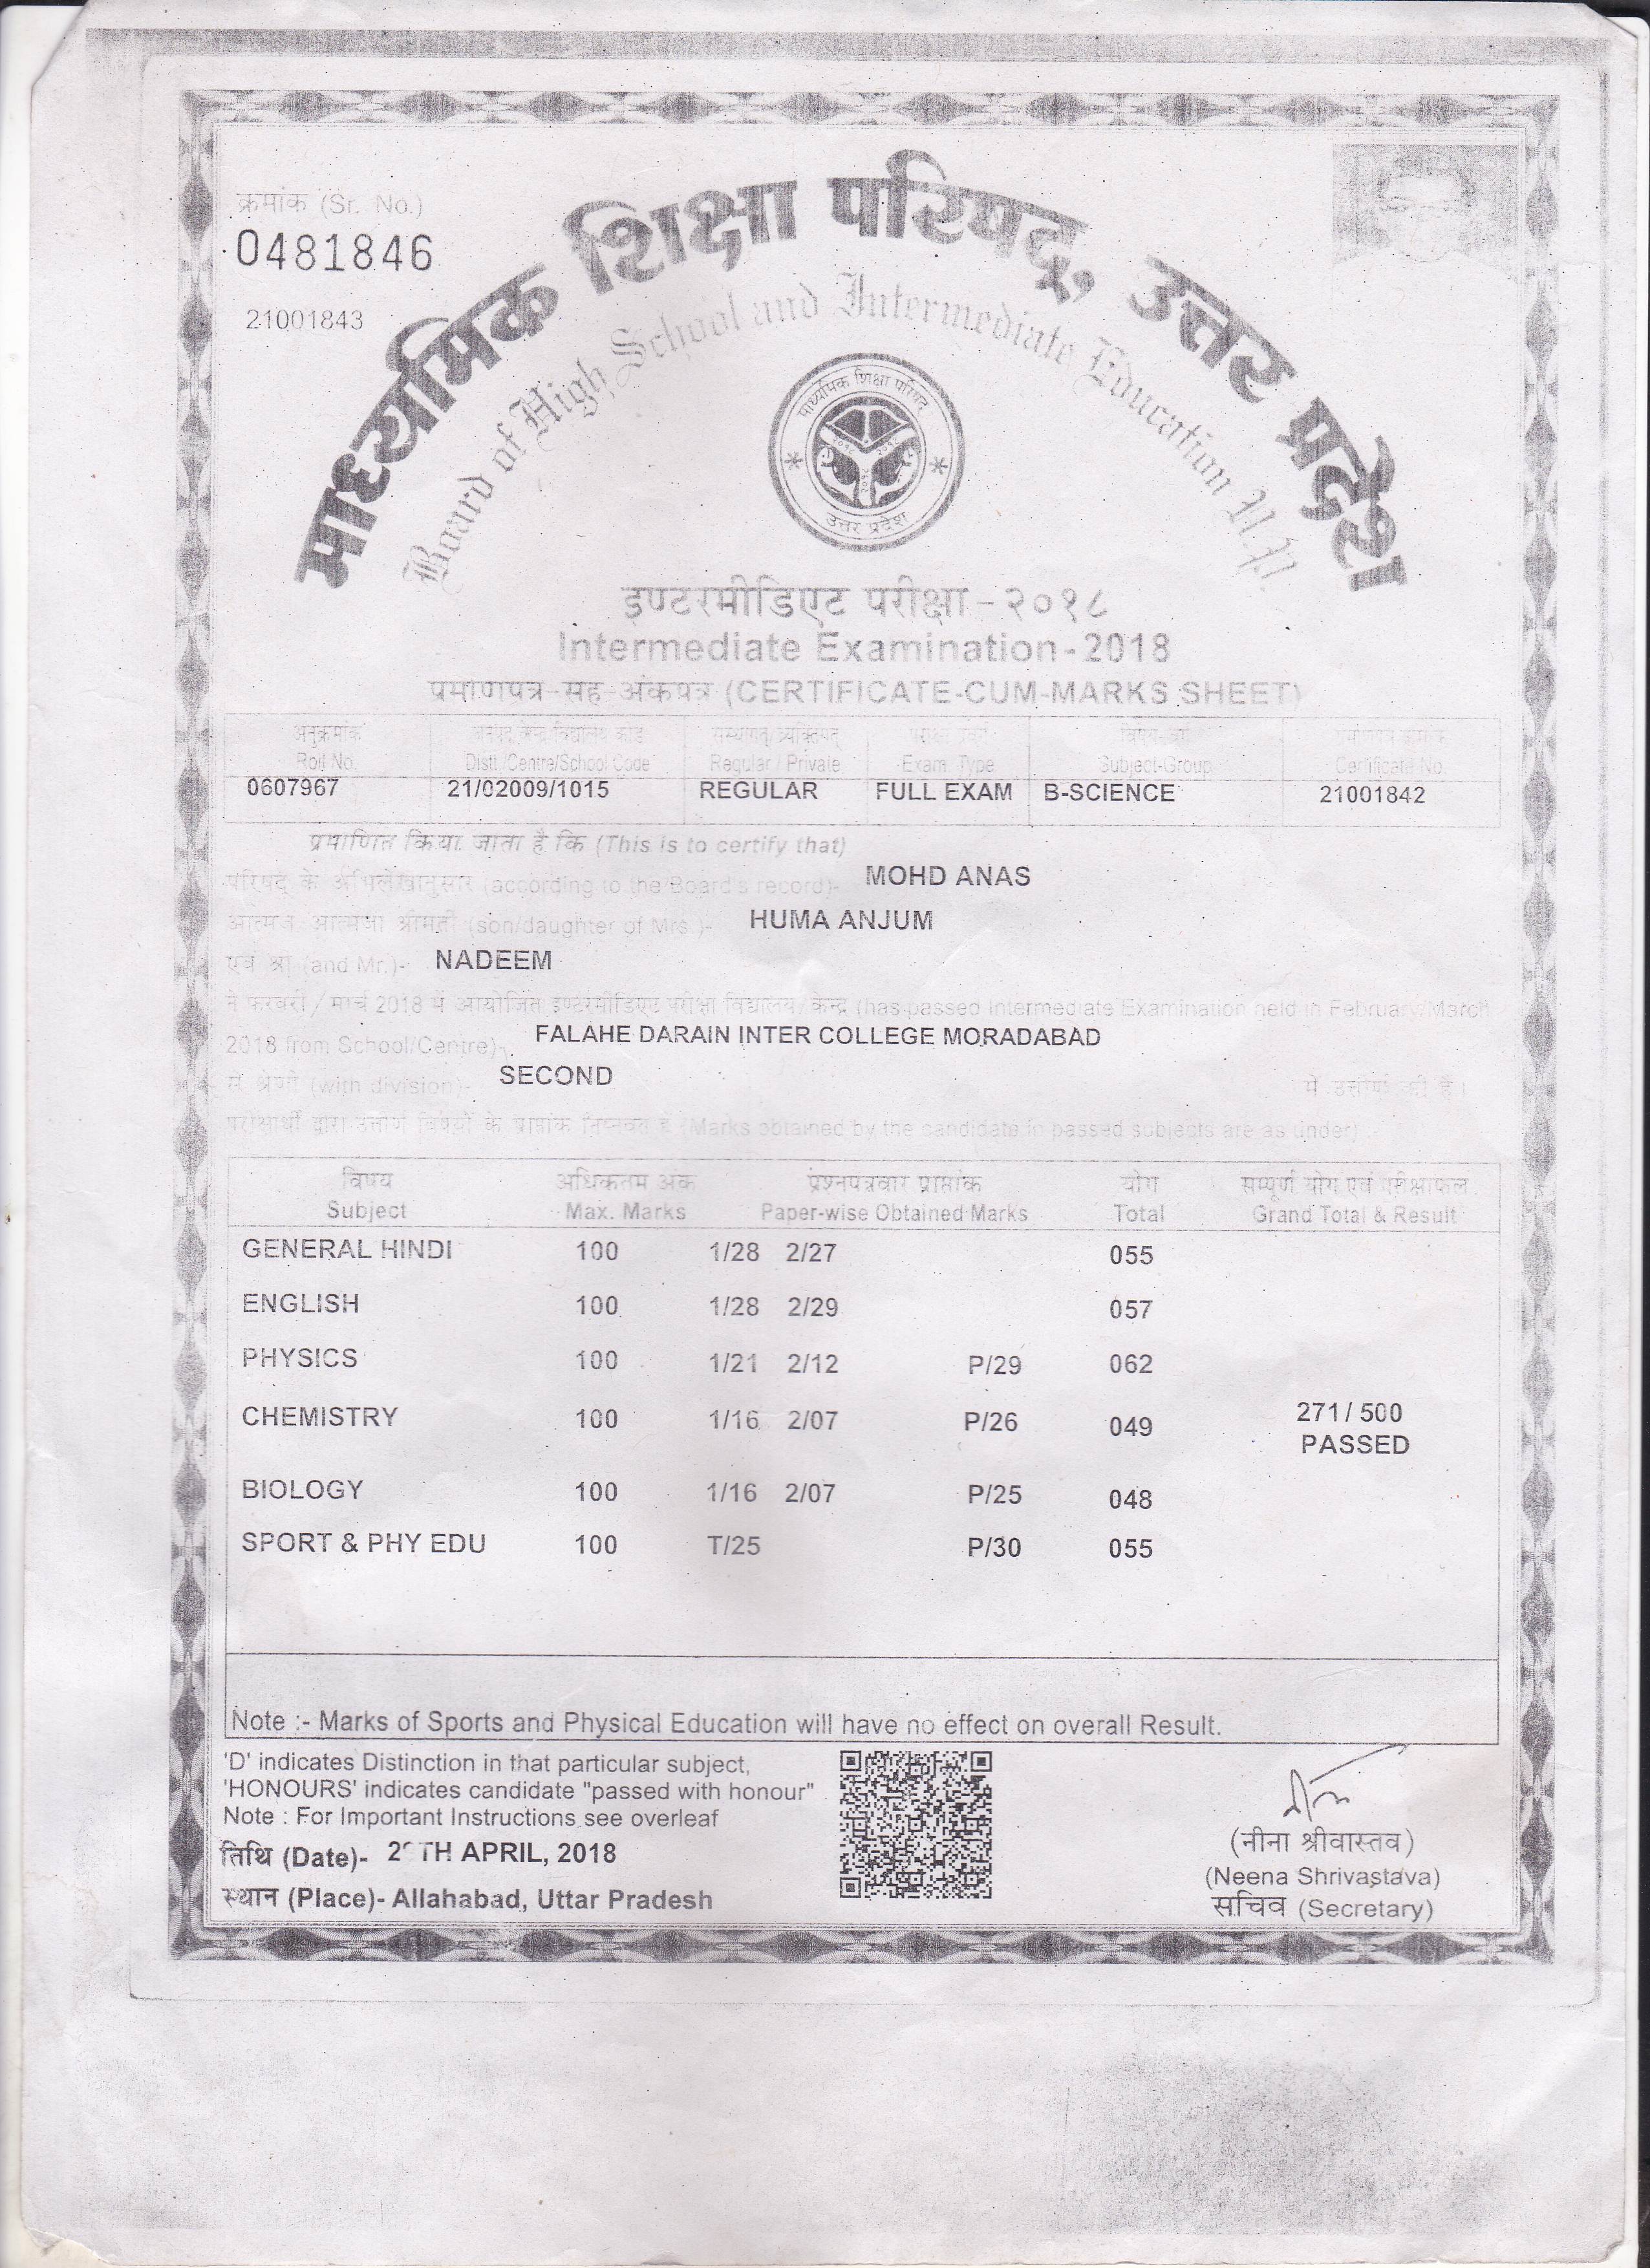 क्रमांक (Sr. No.)
0481846
21001843
माध्यमिक शिक्षा परिषद्, उत्तर प्रदेश
Board of High School and Intermediate Education U.P.
माध्यमिक शिक्षा परिषद
उत्तर प्रदेश
इण्टरमीडिएट परीक्षा - २०१८
Intermediate Examination - 2018
प्रमाणपत्र-सह-अंकपत्र (CERTIFICATE-CUM-MARKS SHEET)
अनुक्रमांक
Roll No. Distt./Centre/School Code Regular / Private Exam. Type Subject-Group Certificate No.
0607967 21/02009/1015 REGULAR FULL EXAM B-SCIENCE 21001842
प्रमाणित किया जाता है कि (This is to certify that)
परिषद् के अभिलेखानुसार (according to the Board's record)- MOHD ANAS
(son/daughter of Mrs.)- HUMA ANJUM
एवं श्री (and Mr.)- NADEEM
ने फरवरी / मार्च 2018 में आयोजित इण्टरमीडिएट परीक्षा विद्यालय/केन्द्र (has passed Intermediate Examination held in February/March
2018 from School/Centre)- FALAHE DARAIN INTER COLLEGE MORADABAD
(with division)- SECOND
(Marks obtained by the candidate in passed subjects are as under)
विषय अधिकतम अंक प्रश्नपत्रवार प्राप्तांक योग सम्पूर्ण योग एवं परीक्षाफल
Subject Max. Marks Paper-wise Obtained Marks Total Grand Total & Result
GENERAL HINDI 100 1/28 2/27 055
ENGLISH 100 1/28 2/29 057
PHYSICS 100 1/21 2/12 P/29 062
CHEMISTRY 100 1/16 2/07 P/26 049 271/ 500
PASSED
BIOLOGY 100 1/16 2/07 P/25 048
SPORT & PHY EDU 100 T/25 P/30 055
Note :- Marks of Sports and Physical Education will have no effect on overall Result.
'D' indicates Distinction in that particular subject,
'HONOURS' indicates candidate "passed with honour"
Note : For Important Instructions see overleaf
तिथि (Date)- APRIL, 2018
स्थान (Place)- Allahabad, Uttar Pradesh
(नीना श्रीवास्तव)
(Neena Shrivastava)
सचिव (Secretary)